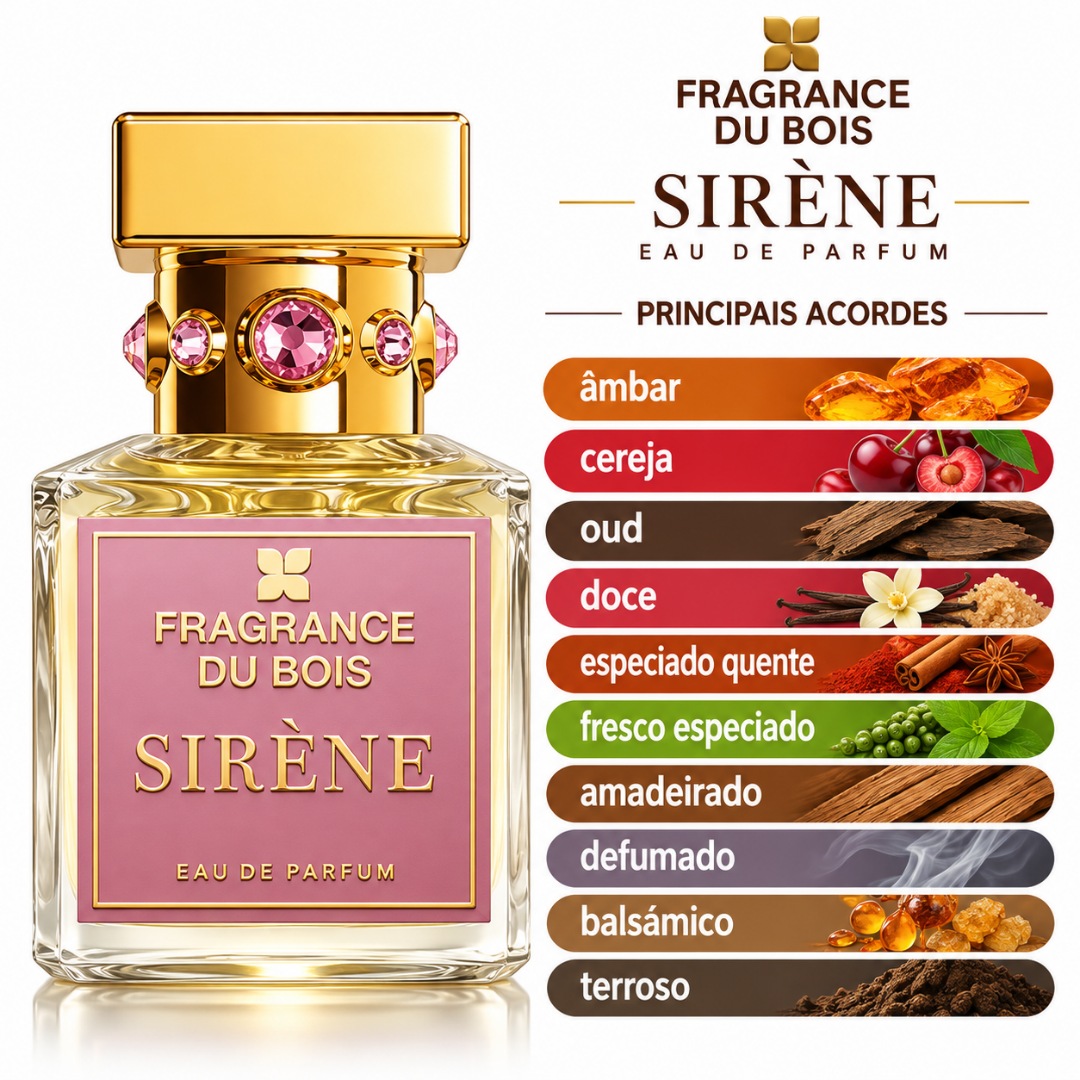 FRAGRANCE
DU BOIS
SIRÈNE
EAU DE PARFUM
FRAGRANCE
DU BOIS
SIRÈNE
EAU DE PARFUM
PRINCIPAIS ACORDES
âmbar
cereja
oud
doce
especiado quente
fresco especiado
amadeirado
defumado
balsámico
terroso